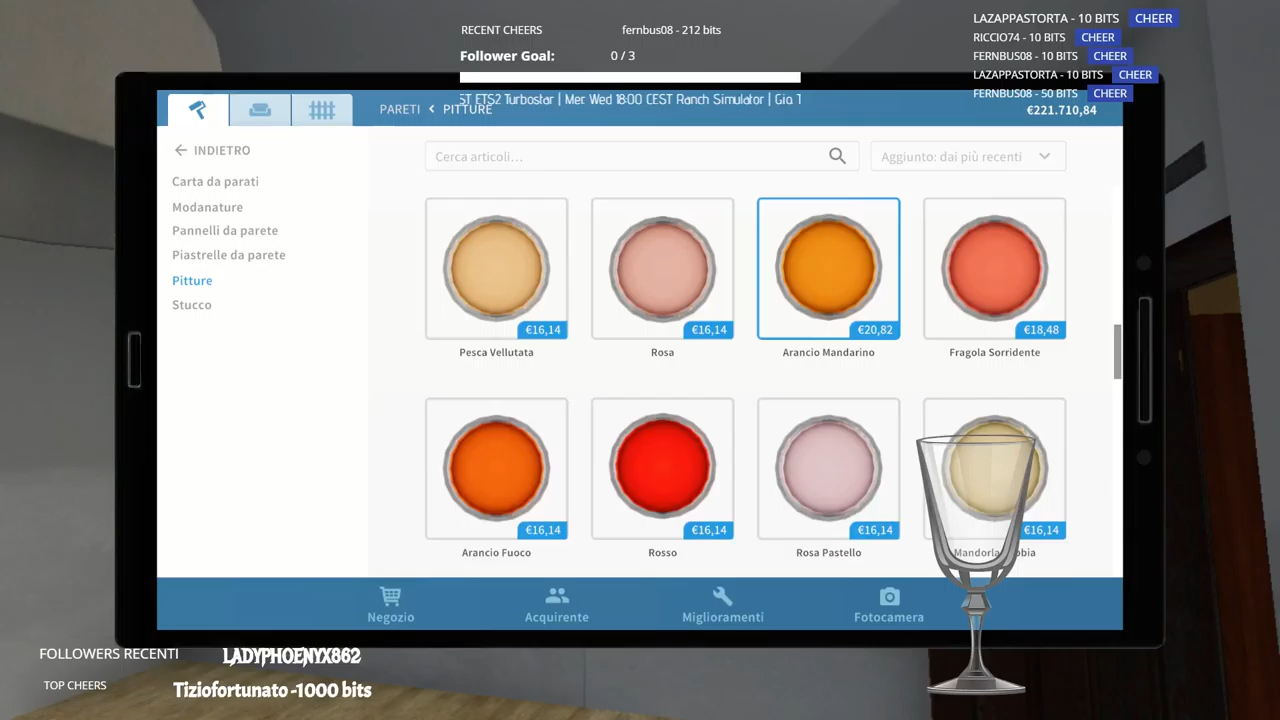 RECENT CHEERS
fernbus08 - 212 bits
Follower Goal:
0 / 3
LAZAPPASTORTA - 10 BITS CHEER
RICCIO74 - 10 BITS CHEER
FERNBUS08 - 10 BITS CHEER
LAZAPPASTORTA - 10 BITS CHEER
FERNBUS08 - 50 BITS CHEER
ETS2 Turbostar | Mer. Wed 18:00 CEST Ranch Simulator |
PARETI < PITTURE
€221.710,84
INDIETRO
Carta da parati
Modanature
Pannelli da parete
Piastrelle da parete
Pitture
Stucco
Cerca articoli...
Aggiunto: dai più recenti
€16,14
€16,14
€20,82
€18,48
Pesca Vellutata
Rosa
Arancio Mandarino
Fragola Sorridente
€16,14
€16,14
€16,14
€16,14
Arancio Fuoco
Rosso
Rosa Pastello
Negozio
Acquirente
Miglioramenti
Fotocamera
FOLLOWERS RECENTI
LADYPHOENYX862
TOP CHEERS
Tiziofortunato -1000 bits